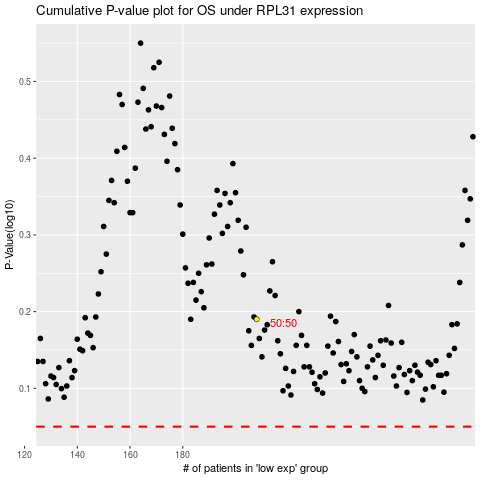 Cumulative P-value plot for OS under RPL31 expression
P-Value(log10)
0.5
0.4
0.3
0.2
0.1
50:50
120 140 160 180
# of patients in 'low exp' group